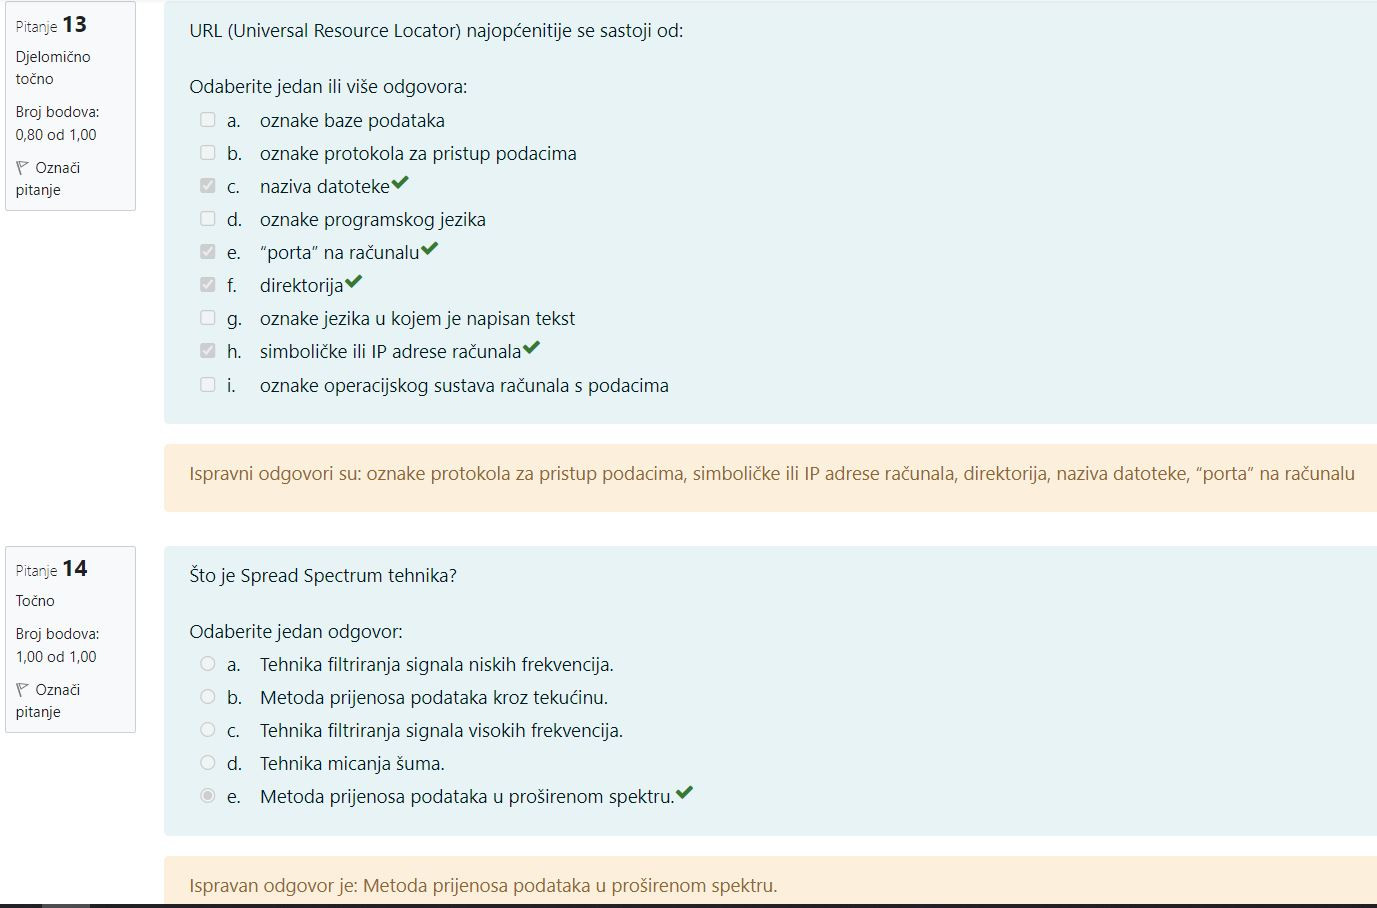 Pitanje 13
Djelomično
točno
Broj bodova:
0,80 od 1,00
Označi
pitanje
URL (Universal Resource Locator) najopćenitije se sastoji od:
Odaberite jedan ili više odgovora:
a. oznake baze podataka
b. oznake protokola za pristup podacima
c. naziva datoteke
d. oznake programskog jezika
e. “porta” na računalu
f. direktorija
g. oznake jezika u kojem je napisan tekst
h. simboličke ili IP adrese računala
i. oznake operacijskog sustava računala s podacima
Ispravni odgovori su: oznake protokola za pristup podacima, simboličke ili IP adrese računala, direktorija, naziva datoteke, “porta” na računalu
Pitanje 14
Točno
Broj bodova:
1,00 od 1,00
Označi
pitanje
Što je Spread Spectrum tehnika?
Odaberite jedan odgovor:
a. Tehnika filtriranja signala niskih frekvencija.
b. Metoda prijenosa podataka kroz tekućinu.
c. Tehnika filtriranja signala visokih frekvencija.
d. Tehnika micanja šuma.
e. Metoda prijenosa podataka u proširenom spektru.
Ispravan odgovor je: Metoda prijenosa podataka u proširenom spektru.